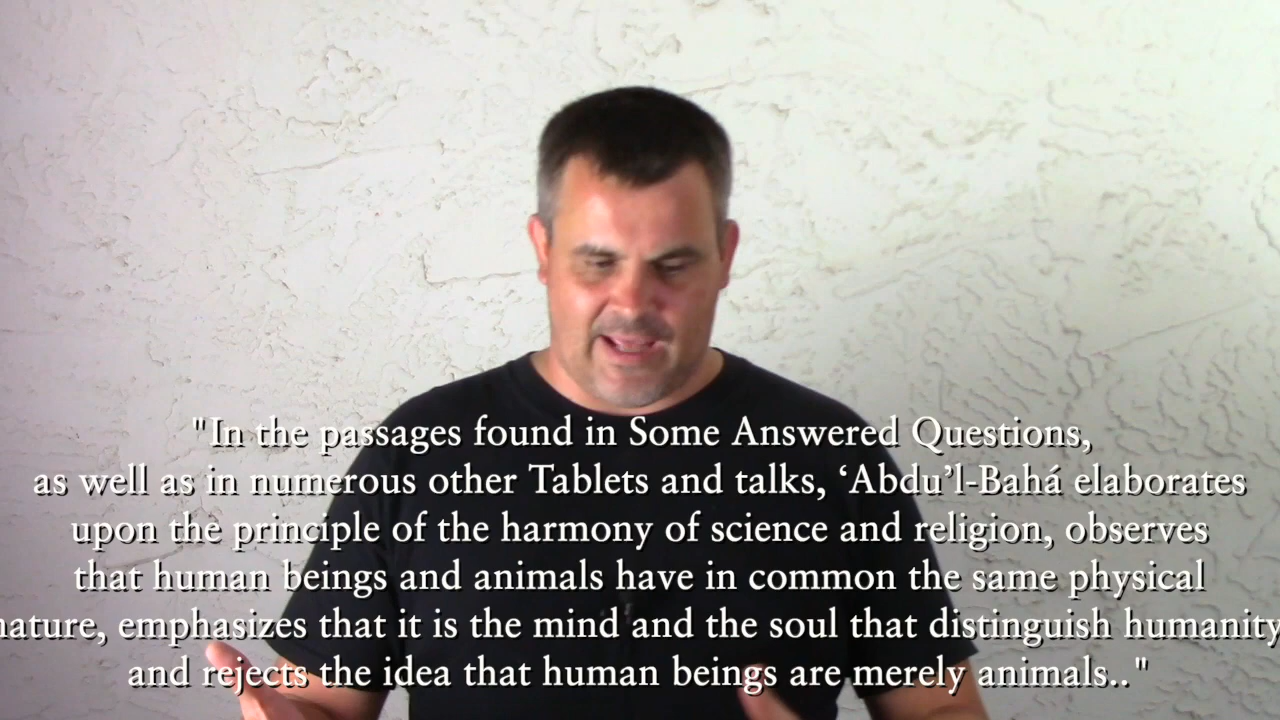 "In the passages found in Some Answered Questions,
as well as in numerous other Tablets and talks, ‘Abdu’l-Bahá elaborates
upon the principle of the harmony of science and religion, observes
that human beings and animals have in common the same physical
nature, emphasizes that it is the mind and the soul that distinguish humanity
and rejects the idea that human beings are merely animals.."